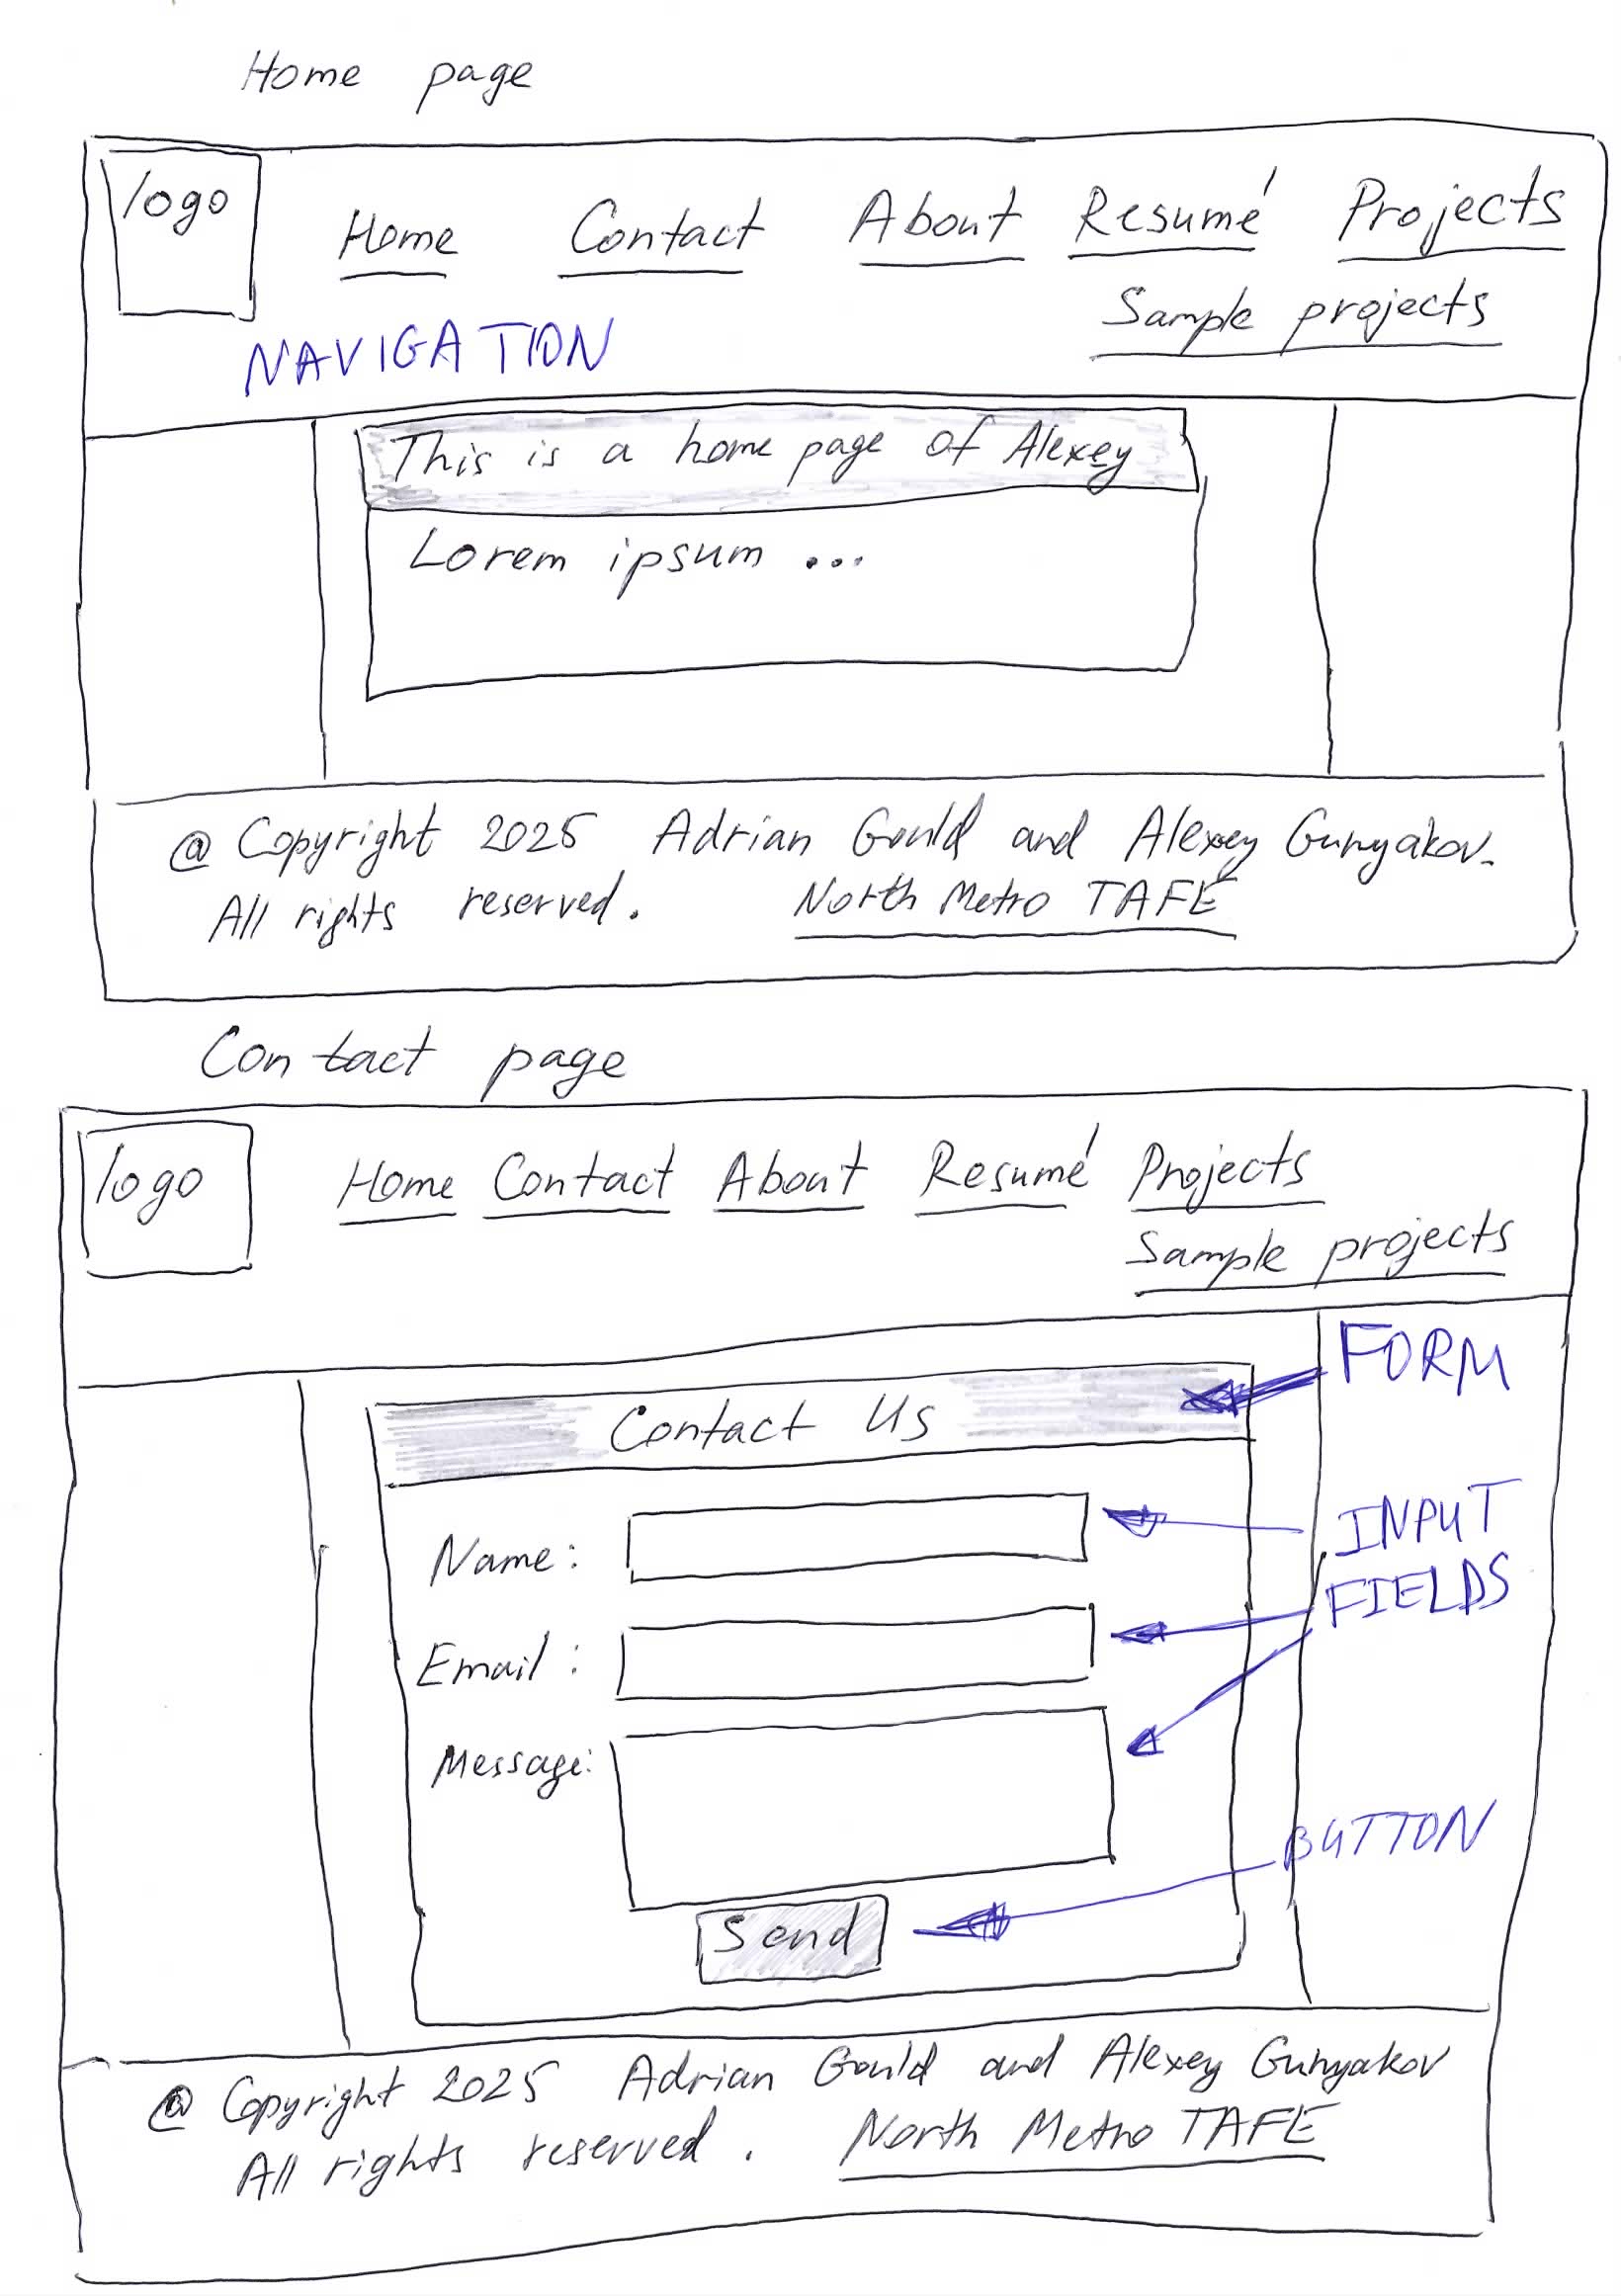 Home page
logo
Home Contact About Resumé Projects
Sample projects
NAVIGATION
This is a home page of Alexey
Lorem ipsum ...
@ Copyright 2025 Adrian Gould and Alexey Gunyakov.
All rights reserved. North Metro TAFE
Contact page
logo
Home Contact About Resumé Projects
Sample projects
FORM
Contact Us
Name:
INPUT
FIELDS
Email :
Message:
BUTTON
Send
@ Copyright 2025 Adrian Gould and Alexey Gunyakov
All rights reserved. North Metro TAFE